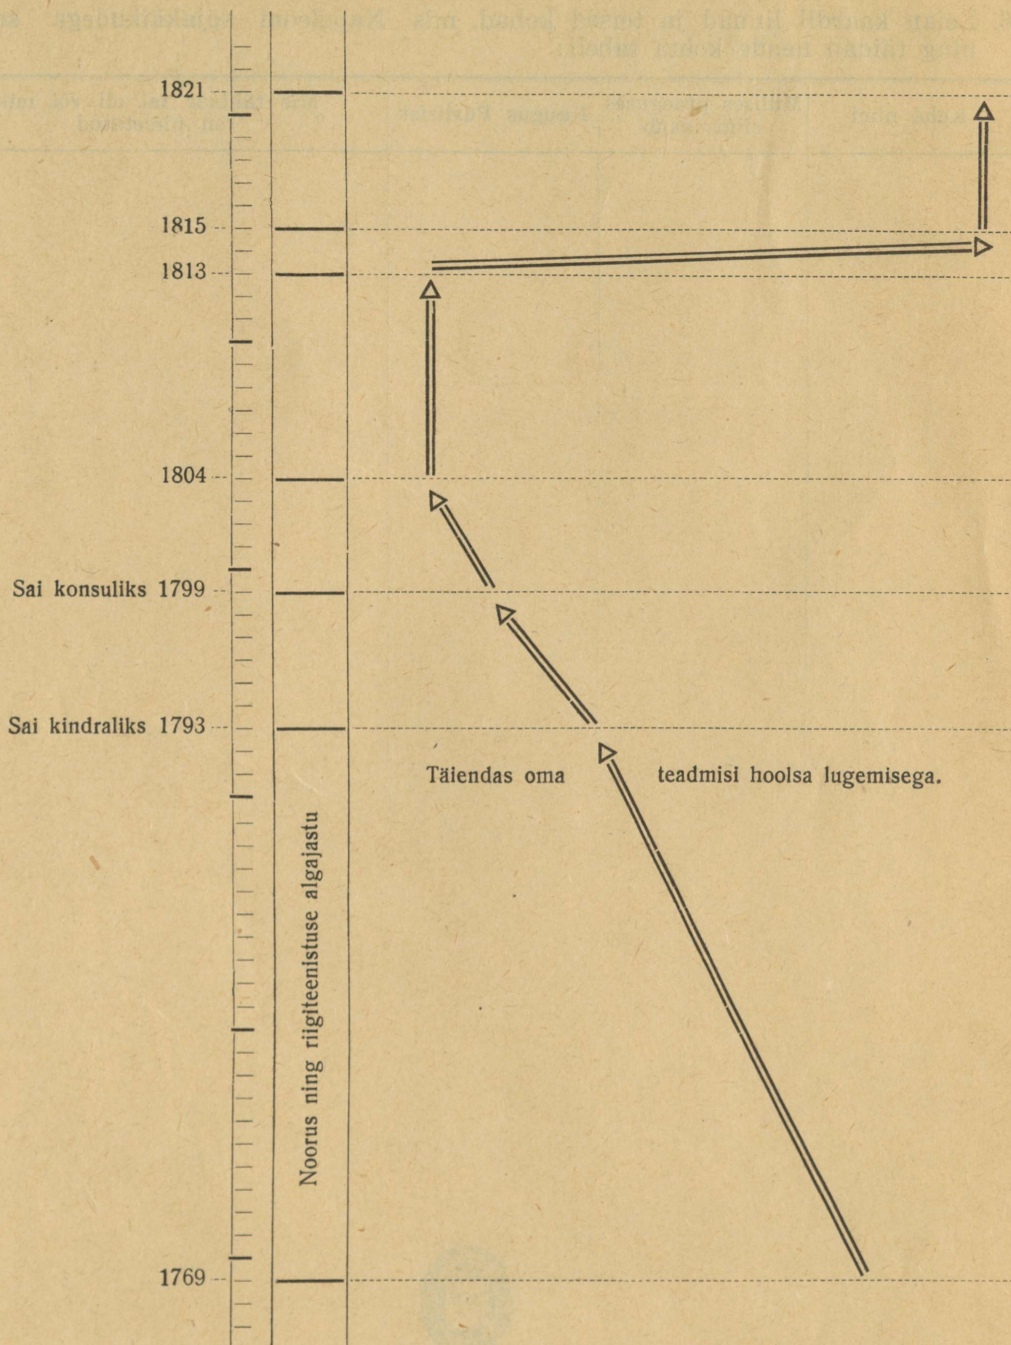 1821
1815
1813
1804
Sai konsuliks 1799
Sai kindraliks 1793
Täiendas oma teadmisi hoolsa lugemisega.
Noorus ning riigiteenistuse algajastu
1769